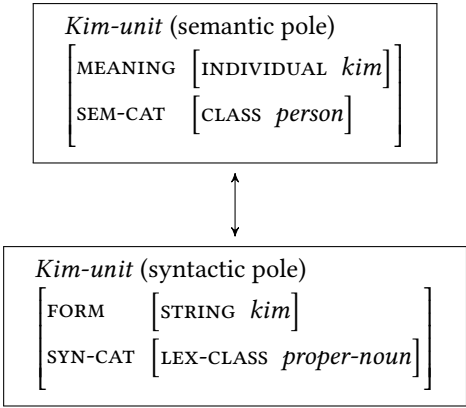 Kim-unit (semantic pole)
MEANING [INDIVIDUAL kim]
SEM-CAT [CLASS person]
Kim-unit (syntactic pole)
FORM [STRING kim]
SYN-CAT [LEX-CLASS proper-noun]